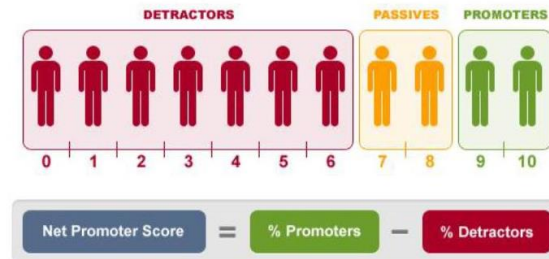 DETRACTORS PASSIVES PROMOTERS
0 1 2 3 4 5 6 7 8 9 10
Net Promoter Score = % Promoters − % Detractors